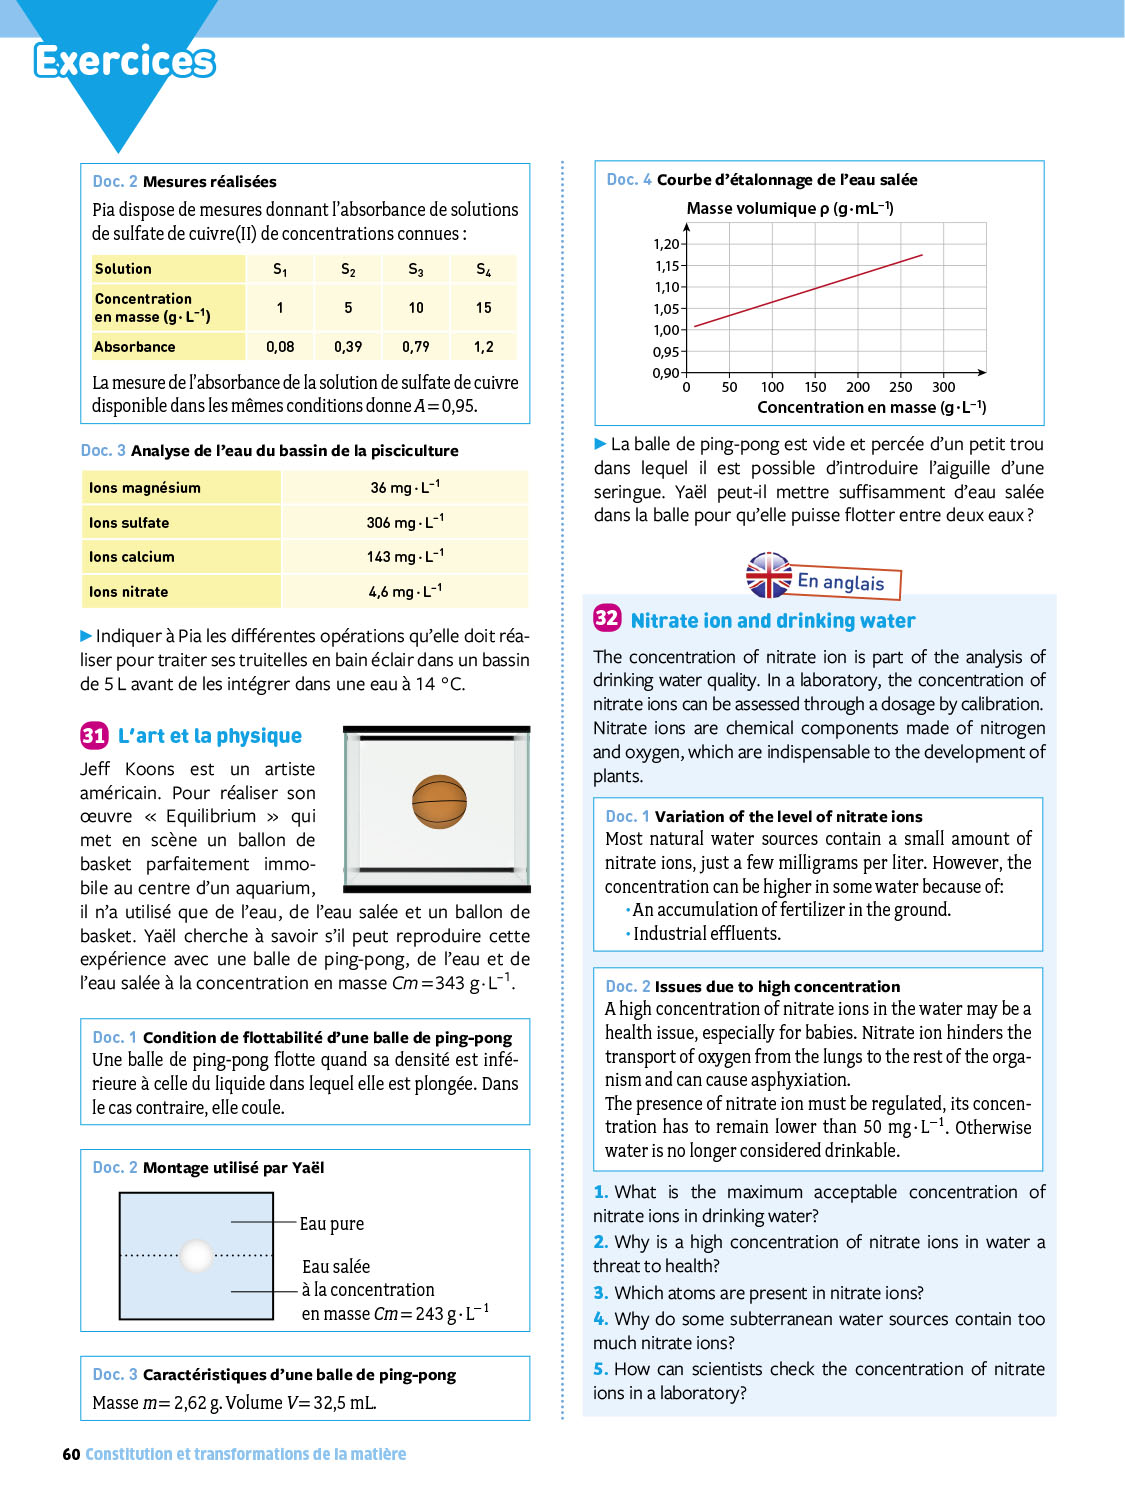 Exercices
Doc. 2 Mesures réalisées
Pia dispose de mesures donnant l'absorbance de solutions
de sulfate de cuivre(II) de concentrations connues :
Solution S1 S2 S3 S4
Concentration
en masse (g · L−1) 1 5 10 15
Absorbance 0,08 0,39 0,79 1,2
La mesure de l'absorbance de la solution de sulfate de cuivre
disponible dans les mêmes conditions donne A = 0,95.
Doc. 3 Analyse de l'eau du bassin de la pisciculture
Ions magnésium 36 mg · L−1
Ions sulfate 306 mg · L−1
Ions calcium 143 mg · L−1
Ions nitrate 4,6 mg · L−1
▶ Indiquer à Pia les différentes opérations qu'elle doit réa-
liser pour traiter ses truitelles en bain éclair dans un bassin
de 5 L avant de les intégrer dans une eau à 14 °C.
31 L'art et la physique
Jeff Koons est un artiste
américain. Pour réaliser son
œuvre « Equilibrium » qui
met en scène un ballon de
basket parfaitement immo-
bile au centre d'un aquarium,
il n'a utilisé que de l'eau, de l'eau salée et un ballon de
basket. Yaël cherche à savoir s'il peut reproduire cette
expérience avec une balle de ping-pong, de l'eau et de
l'eau salée à la concentration en masse Cm = 343 g · L−1.
Doc. 1 Condition de flottabilité d'une balle de ping-pong
Une balle de ping-pong flotte quand sa densité est infé-
rieure à celle du liquide dans lequel elle est plongée. Dans
le cas contraire, elle coule.
Doc. 2 Montage utilisé par Yaël
Eau pure
Eau salée
à la concentration
en masse Cm = 243 g · L−1
Doc. 3 Caractéristiques d'une balle de ping-pong
Masse m = 2,62 g. Volume V = 32,5 mL.
Doc. 4 Courbe d'étalonnage de l'eau salée
Masse volumique ρ (g · mL−1)
1,20
1,15
1,10
1,05
1,00
0,95
0,90
0 50 100 150 200 250 300
Concentration en masse (g · L−1)
▶ La balle de ping-pong est vide et percée d'un petit trou
dans lequel il est possible d'introduire l'aiguille d'une
seringue. Yaël peut-il mettre suffisamment d'eau salée
dans la balle pour qu'elle puisse flotter entre deux eaux ?
En anglais
32 Nitrate ion and drinking water
The concentration of nitrate ion is part of the analysis of
drinking water quality. In a laboratory, the concentration of
nitrate ions can be assessed through a dosage by calibration.
Nitrate ions are chemical components made of nitrogen
and oxygen, which are indispensable to the development of
plants.
Doc. 1 Variation of the level of nitrate ions
Most natural water sources contain a small amount of
nitrate ions, just a few milligrams per liter. However, the
concentration can be higher in some water because of:
• An accumulation of fertilizer in the ground.
• Industrial effluents.
Doc. 2 Issues due to high concentration
A high concentration of nitrate ions in the water may be a
health issue, especially for babies. Nitrate ion hinders the
transport of oxygen from the lungs to the rest of the orga-
nism and can cause asphyxiation.
The presence of nitrate ion must be regulated, its concen-
tration has to remain lower than 50 mg · L−1. Otherwise
water is no longer considered drinkable.
1. What is the maximum acceptable concentration of
nitrate ions in drinking water?
2. Why is a high concentration of nitrate ions in water a
threat to health?
3. Which atoms are present in nitrate ions?
4. Why do some subterranean water sources contain too
much nitrate ions?
5. How can scientists check the concentration of nitrate
ions in a laboratory?
60 Constitution et transformations de la matière